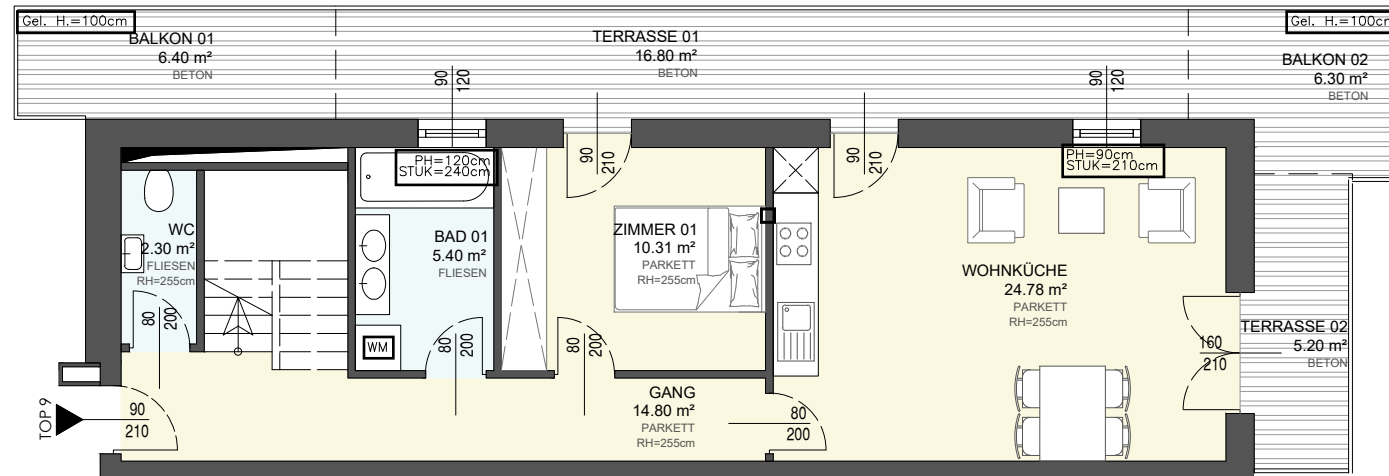 Gel. H.=100cm
BALKON 01
6.40 m²
BETON
TERRASSE 01
16.80 m²
BETON
Gel. H.=100cm
BALKON 02
6.30 m²
BETON
90
120
90
120
PH=120cm
STUK=240cm
90
210
90
210
PH=90cm
STUK=210cm
WC
2.30 m²
FLIESEN
RH=255cm
BAD 01
5.40 m²
FLIESEN
ZIMMER 01
10.31 m²
PARKETT
RH=255cm
WOHNKÜCHE
24.78 m²
PARKETT
RH=255cm
TERRASSE 02
5.20 m²
BETON
80
200
WM
80
200
80
200
160
210
TOP 9
90
210
GANG
14.80 m²
PARKETT
RH=255cm
80
200